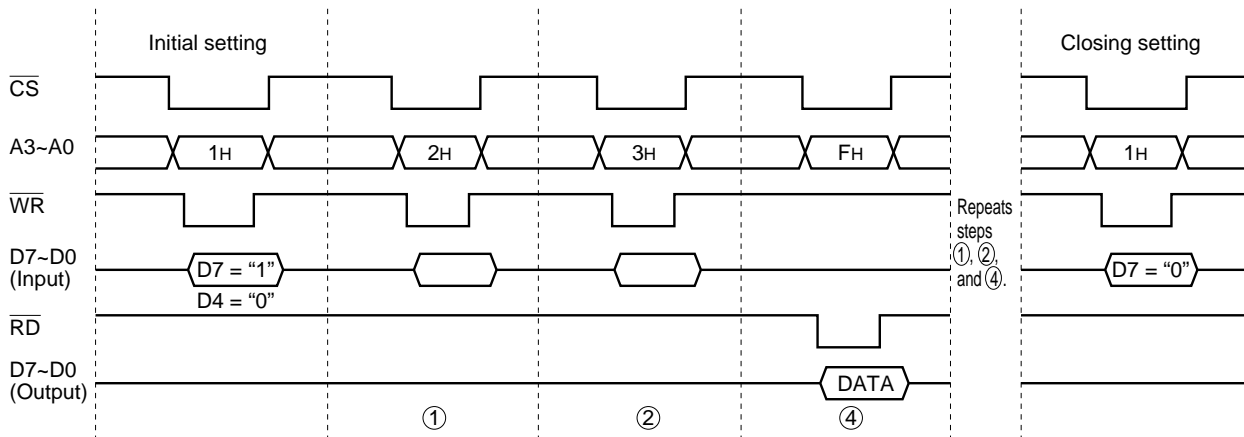 Initial setting
Closing setting
CS
A3~A0
1H
2H
3H
FH
1H
WR
Repeats
steps
①, ②,
and ④.
D7~D0
(Input)
D7 = “1”
D4 = “0”
D7 = “0”
RD
D7~D0
(Output)
DATA
①
②
④